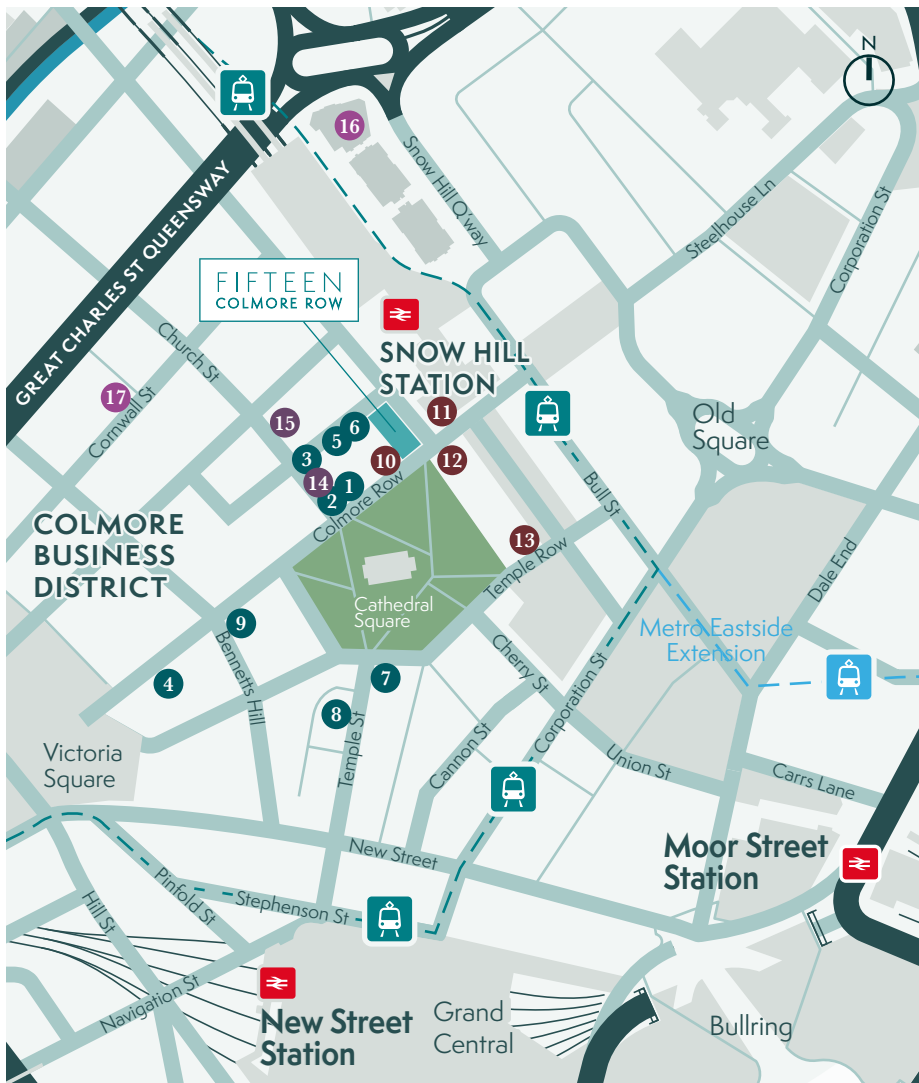 N
16
Snow Hill Q'way
GREAT CHARLES ST QUEENSWAY
Steelhouse Ln
Corporation St
FIFTEEN
COLMORE ROW
Church St
SNOW HILL
STATION
17
Cornwall St
15
6
5
11
Old
Square
3
10
12
14
1
2
Colmore Row
Bull St
COLMORE
BUSINESS
DISTRICT
13
Temple Row
Dale End
Cathedral
Square
9
Metro Eastside
Extension
Bennetts Hill
Cherry St
4
7
8
Temple St
Cannon St
Corporation St
Union St
Victoria
Square
Carrs Lane
New Street
Moor Street
Station
Pinfold St
Hill St
Stephenson St
Navigation St
New Street
Station
Grand
Central
Bullring